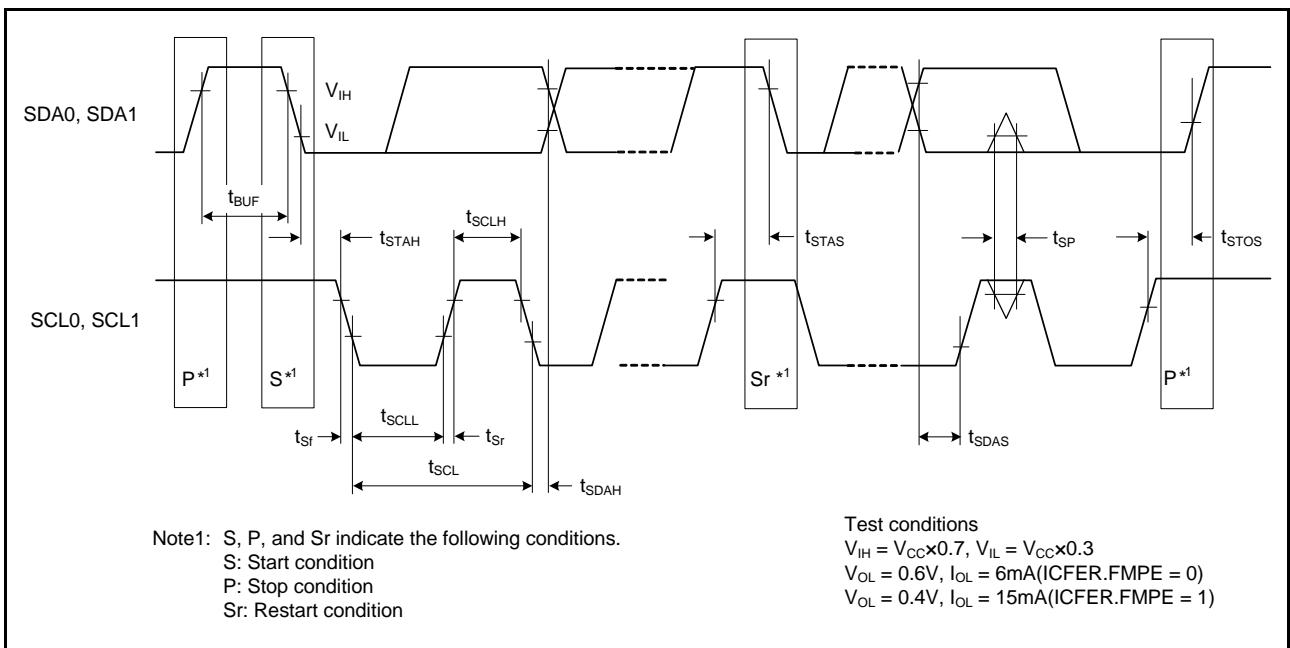 SDA0, SDA1
VIH
VIL
tBUF
tSTAH
tSCLH
tSTAS
tSP
tSTOS
SCL0, SCL1
P*1
S*1
Sr *1
P*1
tSf
tSCLL
tSr
tSDAS
tSCL
tSDAH
Note1: S, P, and Sr indicate the following conditions.
S: Start condition
P: Stop condition
Sr: Restart condition
Test conditions
VIH = VCC×0.7, VIL = VCC×0.3
VOL = 0.6V, IOL = 6mA(ICFER.FMPE = 0)
VOL = 0.4V, IOL = 15mA(ICFER.FMPE = 1)